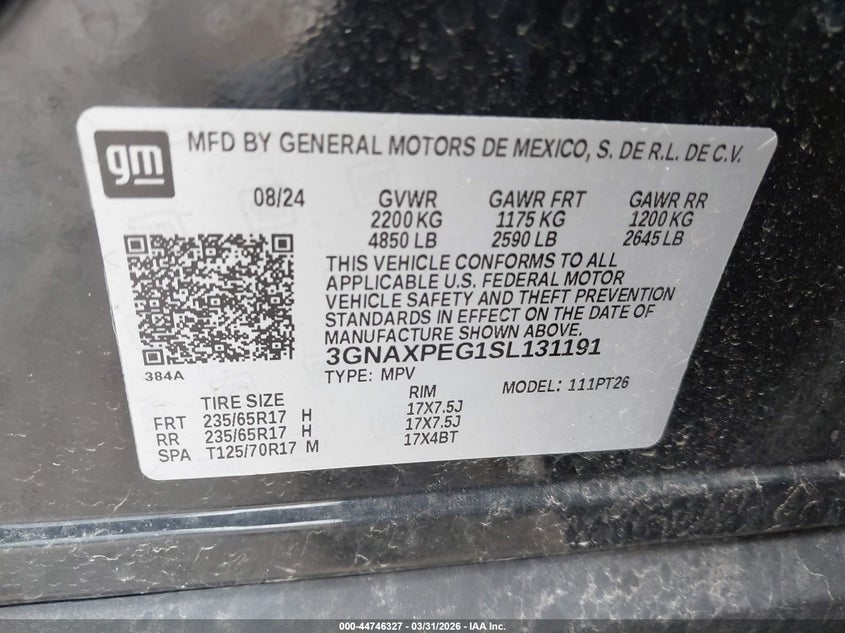 gm
MFD BY GENERAL MOTORS DE MEXICO, S. DE R.L. DE C.V.
08/24 GVWR GAWR FRT GAWR RR
2200 KG 1175 KG 1200 KG
4850 LB 2590 LB 2645 LB
THIS VEHICLE CONFORMS TO ALL
APPLICABLE U.S. FEDERAL MOTOR
VEHICLE SAFETY AND THEFT PREVENTION
STANDARDS IN EFFECT ON THE DATE OF
MANUFACTURE SHOWN ABOVE.
3GNAXPEG1SL131191
384A
TYPE: MPV MODEL: 111PT26
TIRE SIZE RIM
FRT 235/65R17 H 17X7.5J
RR 235/65R17 H 17X7.5J
SPA T125/70R17 M 17X4BT
000-44746327 - 03/31/2026 - IAA Inc.